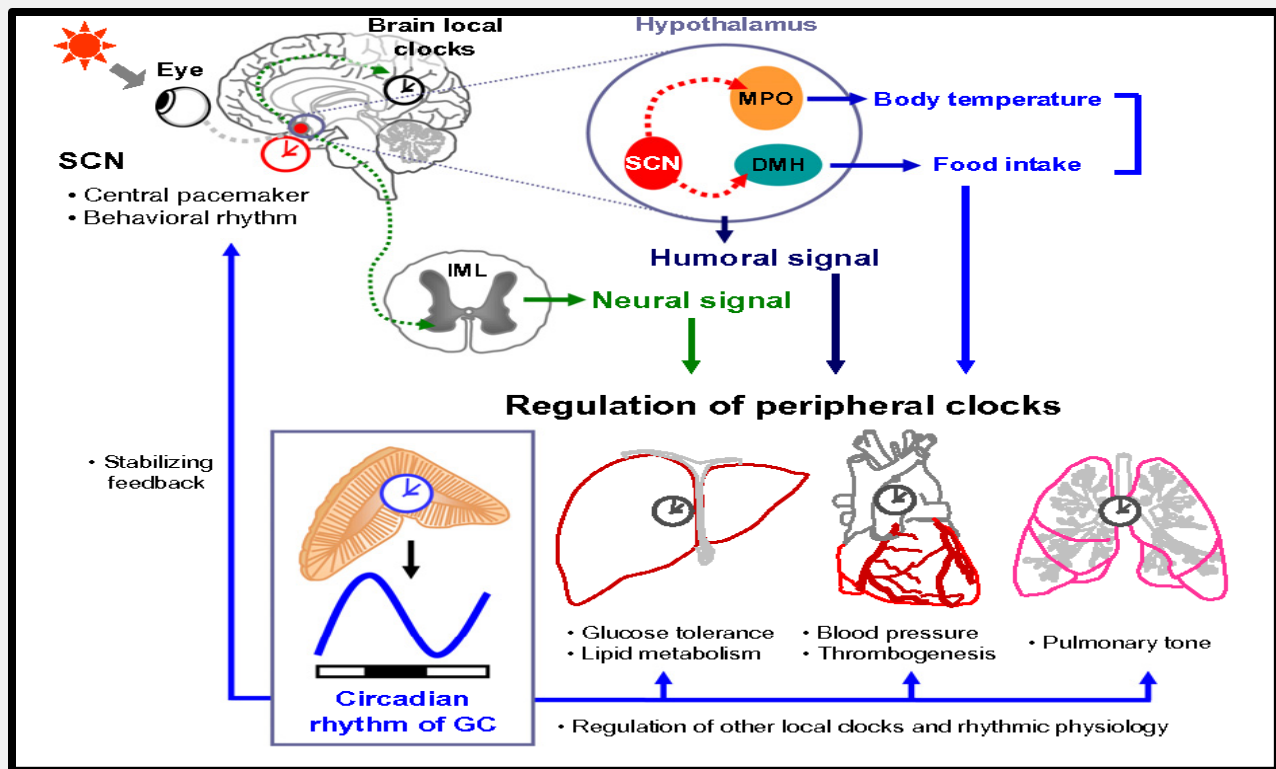 Brain local
clocks
Hypothalamus
Eye
MPO
Body temperature
SCN
DMH
Food intake
SCN
• Central pacemaker
• Behavioral rhythm
Humoral signal
IML
Neural signal
Regulation of peripheral clocks
• Stabilizing
feedback
• Glucose tolerance
• Lipid metabolism
• Blood pressure
• Thrombogenesis
• Pulmonary tone
Circadian
rhythm of GC
• Regulation of other local clocks and rhythmic physiology